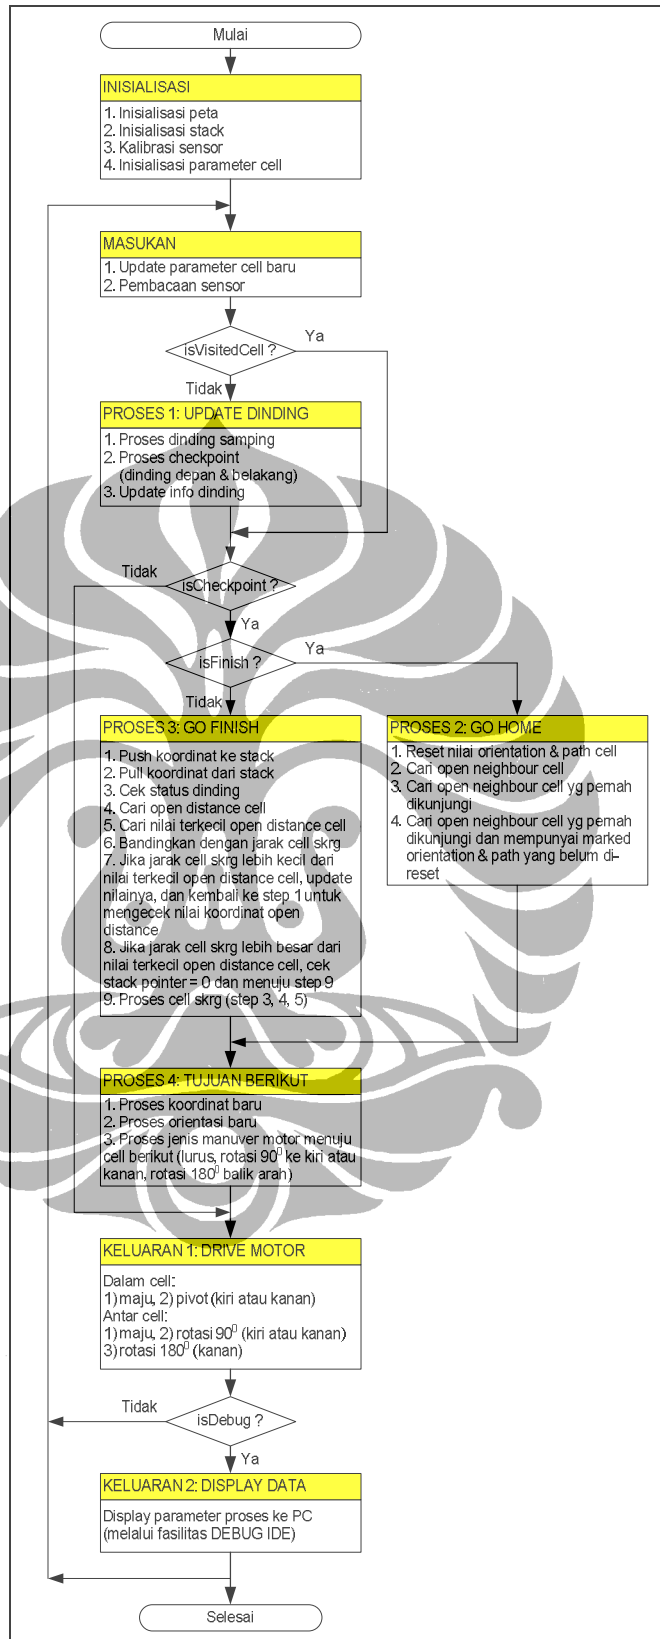 Mulai
INISIALISASI
1. Inisialisasi peta
2. Inisialisasi stack
3. Kalibrasi sensor
4. Inisialisasi parameter cell
MASUKAN
1. Update parameter cell baru
2. Pembacaan sensor
isVisitedCell ?
Ya
Tidak
PROSES 1: UPDATE DINDING
1. Proses dinding samping
2. Proses checkpoint
(dinding depan & belakang)
3. Update info dinding
Tidak
isCheckpoint ?
Ya
isFinish ?
Ya
Tidak
PROSES 3: GO FINISH
1. Push koordinat ke stack
2. Pull koordinat dari stack
3. Cek status dinding
4. Cari open distance cell
5. Cari nilai terkecil open distance cell
6. Bandingkan dengan jarak cell skrg
7. Jika jarak cell skrg lebih kecil dari
nilai terkecil open distance cell, update
nilainya, dan kembali ke step 1 untuk
mengecek nilai koordinat open
distance
8. Jika jarak cell skrg lebih besar dari
nilai terkecil open distance cell, cek
stack pointer = 0 dan menuju step 9
9. Proses cell skrg (step 3, 4, 5)
PROSES 2: GO HOME
1. Reset nilai orientation & path cell
2. Cari open neighbour cell
3. Cari open neighbour cell yg pernah
dikunjungi
4. Cari open neighbour cell yg pernah
dikunjungi dan mempunyai marked
orientation & path yang belum di-
reset
PROSES 4: TUJUAN BERIKUT
1. Proses koordinat baru
2. Proses orientasi baru
3. Proses jenis manuver motor menuju
cell berikut (lurus, rotasi 90⁰ ke kiri atau
kanan, rotasi 180⁰ balik arah)
KELUARAN 1: DRIVE MOTOR
Dalam cell:
1) maju, 2) pivot (kiri atau kanan)
Antar cell:
1) maju, 2) rotasi 90⁰ (kiri atau kanan)
3) rotasi 180⁰ (kanan)
Tidak
isDebug ?
Ya
KELUARAN 2: DISPLAY DATA
Display parameter proses ke PC
(melalui fasilitas DEBUG IDE)
Selesai